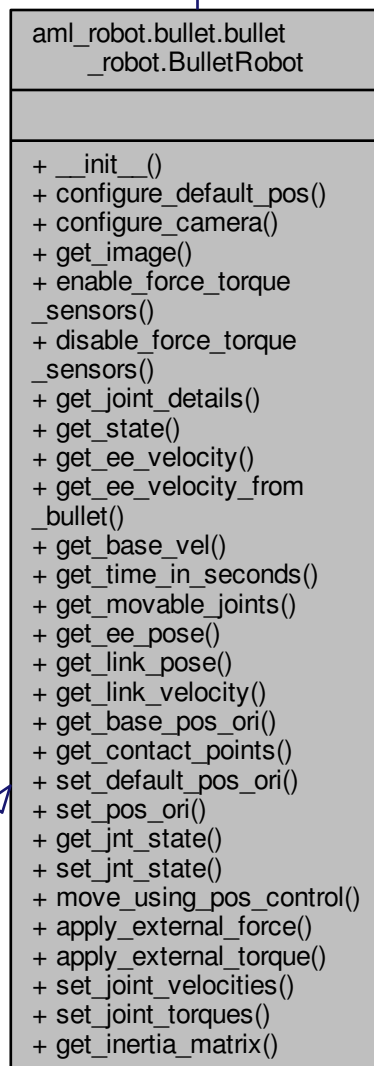 aml_robot.bullet.bullet
_robot.BulletRobot
+ __init__()
+ configure_default_pos()
+ configure_camera()
+ get_image()
+ enable_force_torque
_sensors()
+ disable_force_torque
_sensors()
+ get_joint_details()
+ get_state()
+ get_ee_velocity()
+ get_ee_velocity_from
_bullet()
+ get_base_vel()
+ get_time_in_seconds()
+ get_movable_joints()
+ get_ee_pose()
+ get_link_pose()
+ get_link_velocity()
+ get_base_pos_ori()
+ get_contact_points()
+ set_default_pos_ori()
+ set_pos_ori()
+ get_jnt_state()
+ set_jnt_state()
+ move_using_pos_control()
+ apply_external_force()
+ apply_external_torque()
+ set_joint_velocities()
+ set_joint_torques()
+ get_inertia_matrix()